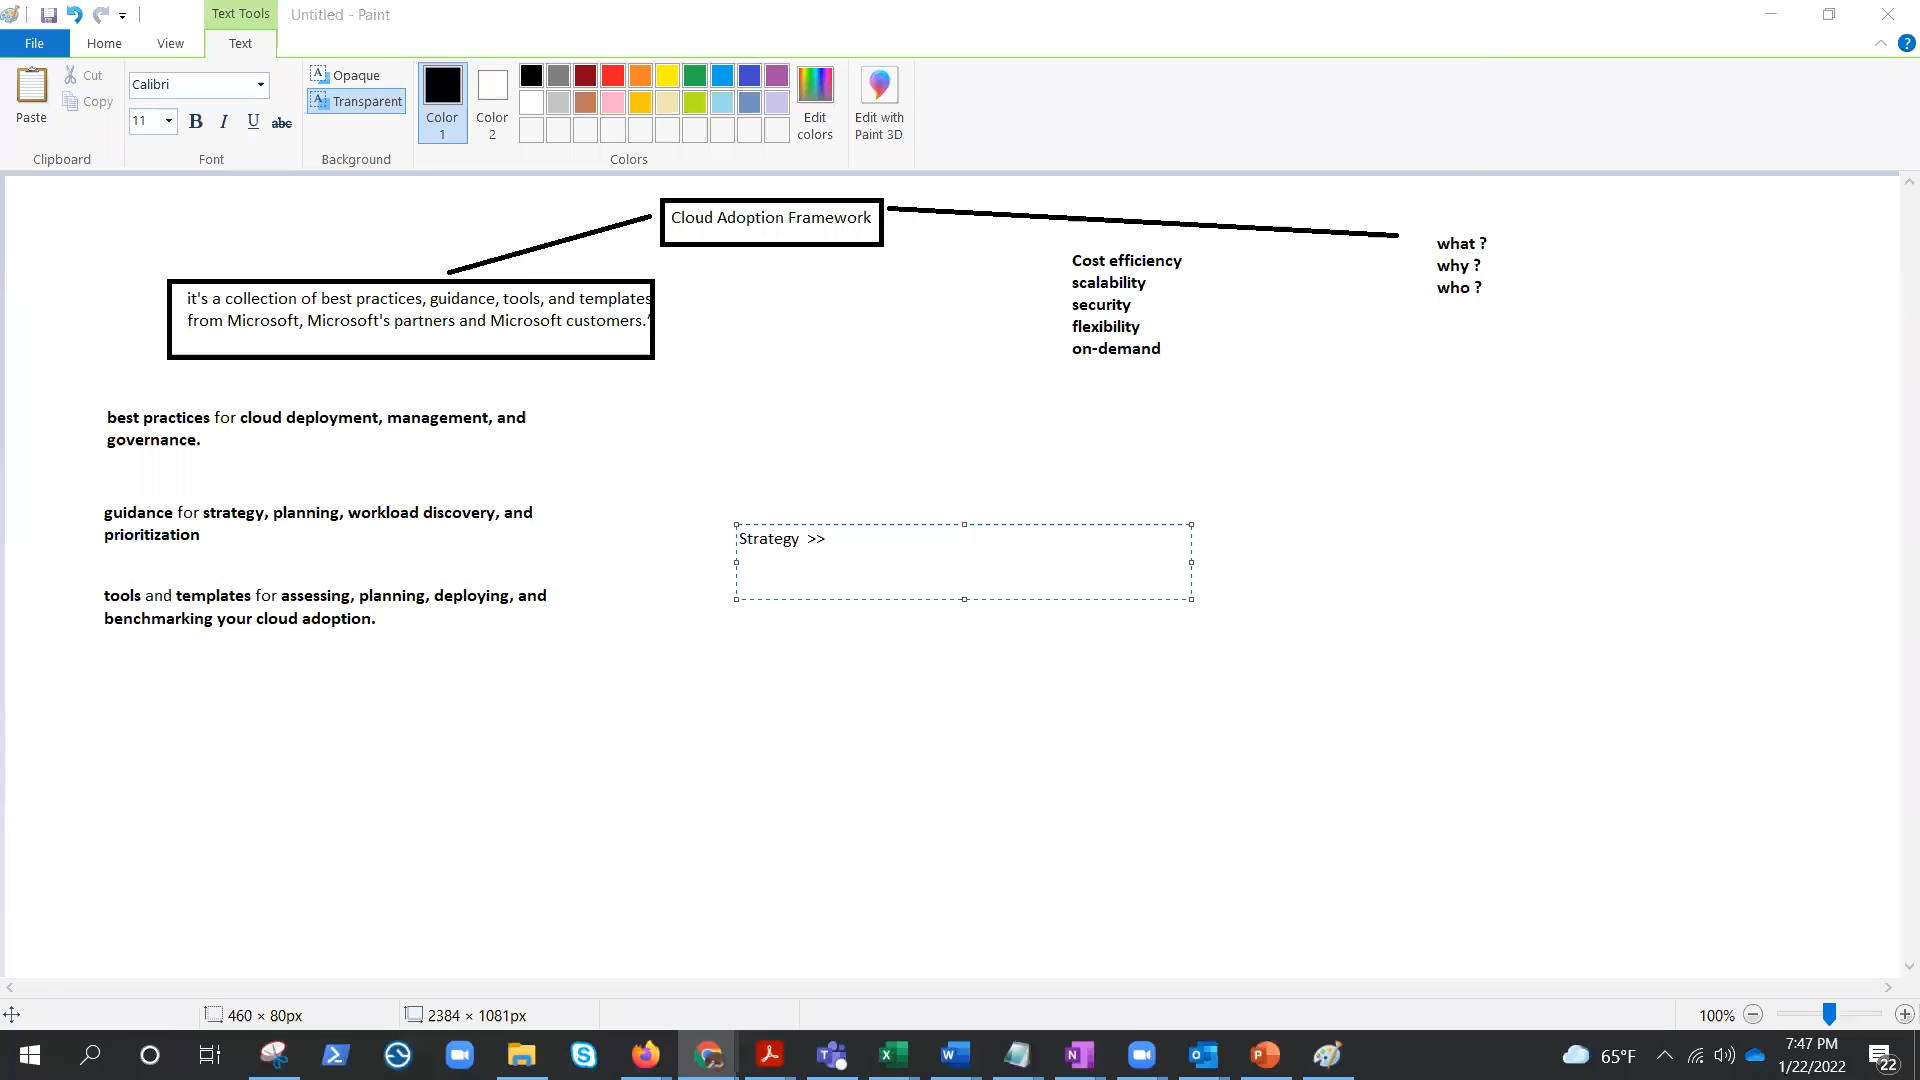 Text Tools
Untitled - Paint
File
Home
View
Text
Paste
Cut
Copy
Clipboard
Calibri
11
B
I
U
abc
Font
Opaque
Transparent
Background
Color
1
Color
2
Edit
colors
Colors
Edit with
Paint 3D
Cloud Adoption Framework
it's a collection of best practices, guidance, tools, and templates
from Microsoft, Microsoft's partners and Microsoft customers.'
Cost efficiency
scalability
security
flexibility
on-demand
what ?
why ?
who ?
best practices for cloud deployment, management, and
governance.
guidance for strategy, planning, workload discovery, and
prioritization
tools and templates for assessing, planning, deploying, and
benchmarking your cloud adoption.
Strategy >>
460 × 80px
2384 × 1081px
100%
65°F
7:47 PM
1/22/2022
22